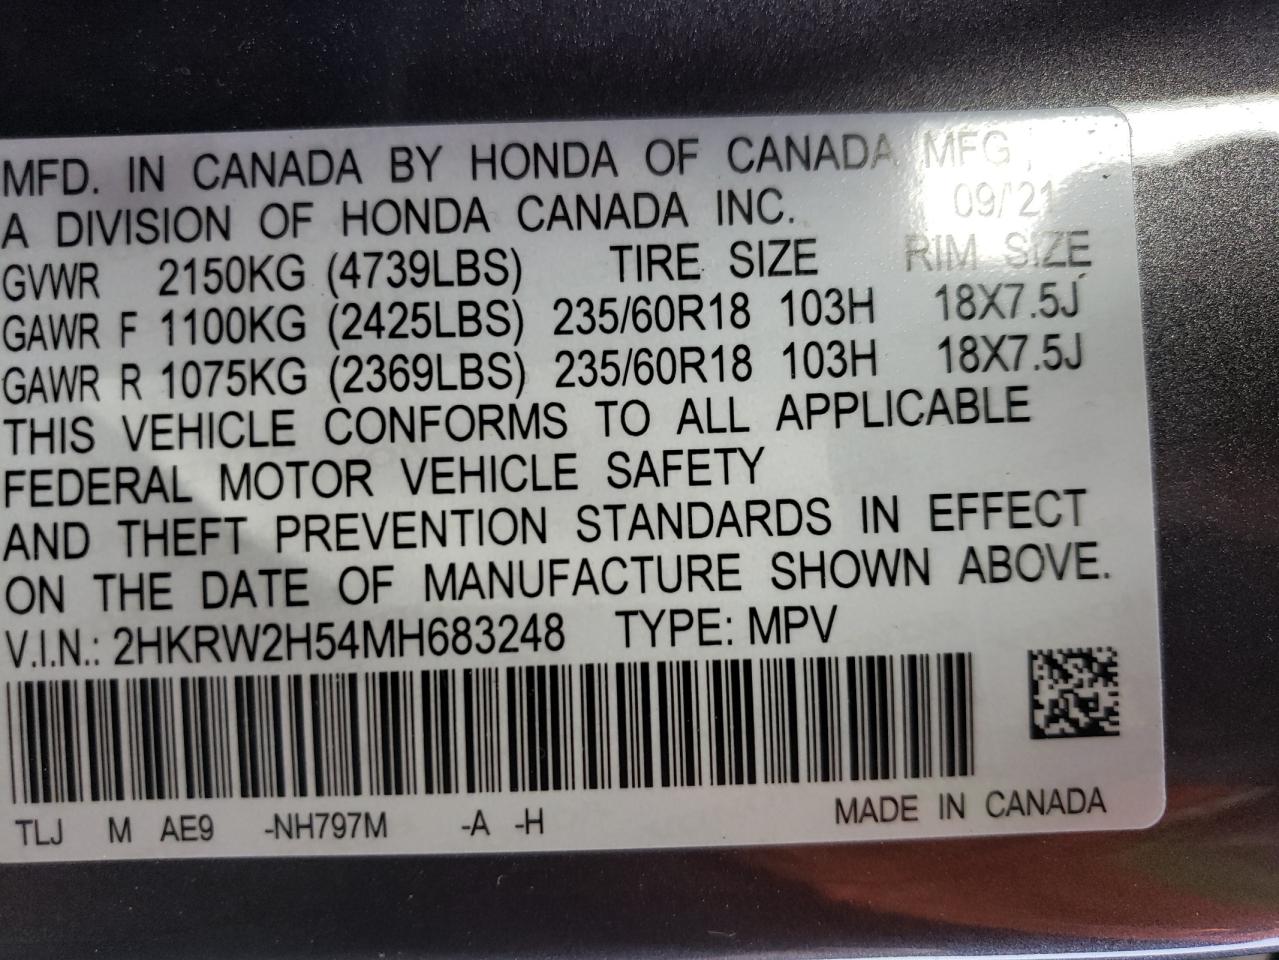 MFD. IN CANADA BY HONDA OF CANADA MFG.,
A DIVISION OF HONDA CANADA INC. 09/21
GVWR 2150KG (4739LBS) TIRE SIZE RIM SIZE
GAWR F 1100KG (2425LBS) 235/60R18 103H 18X7.5J
GAWR R 1075KG (2369LBS) 235/60R18 103H 18X7.5J
THIS VEHICLE CONFORMS TO ALL APPLICABLE
FEDERAL MOTOR VEHICLE SAFETY
AND THEFT PREVENTION STANDARDS IN EFFECT
ON THE DATE OF MANUFACTURE SHOWN ABOVE.
V.I.N.: 2HKRW2H54MH683248 TYPE: MPV
TLJ M AE9 -NH797M -A -H MADE IN CANADA